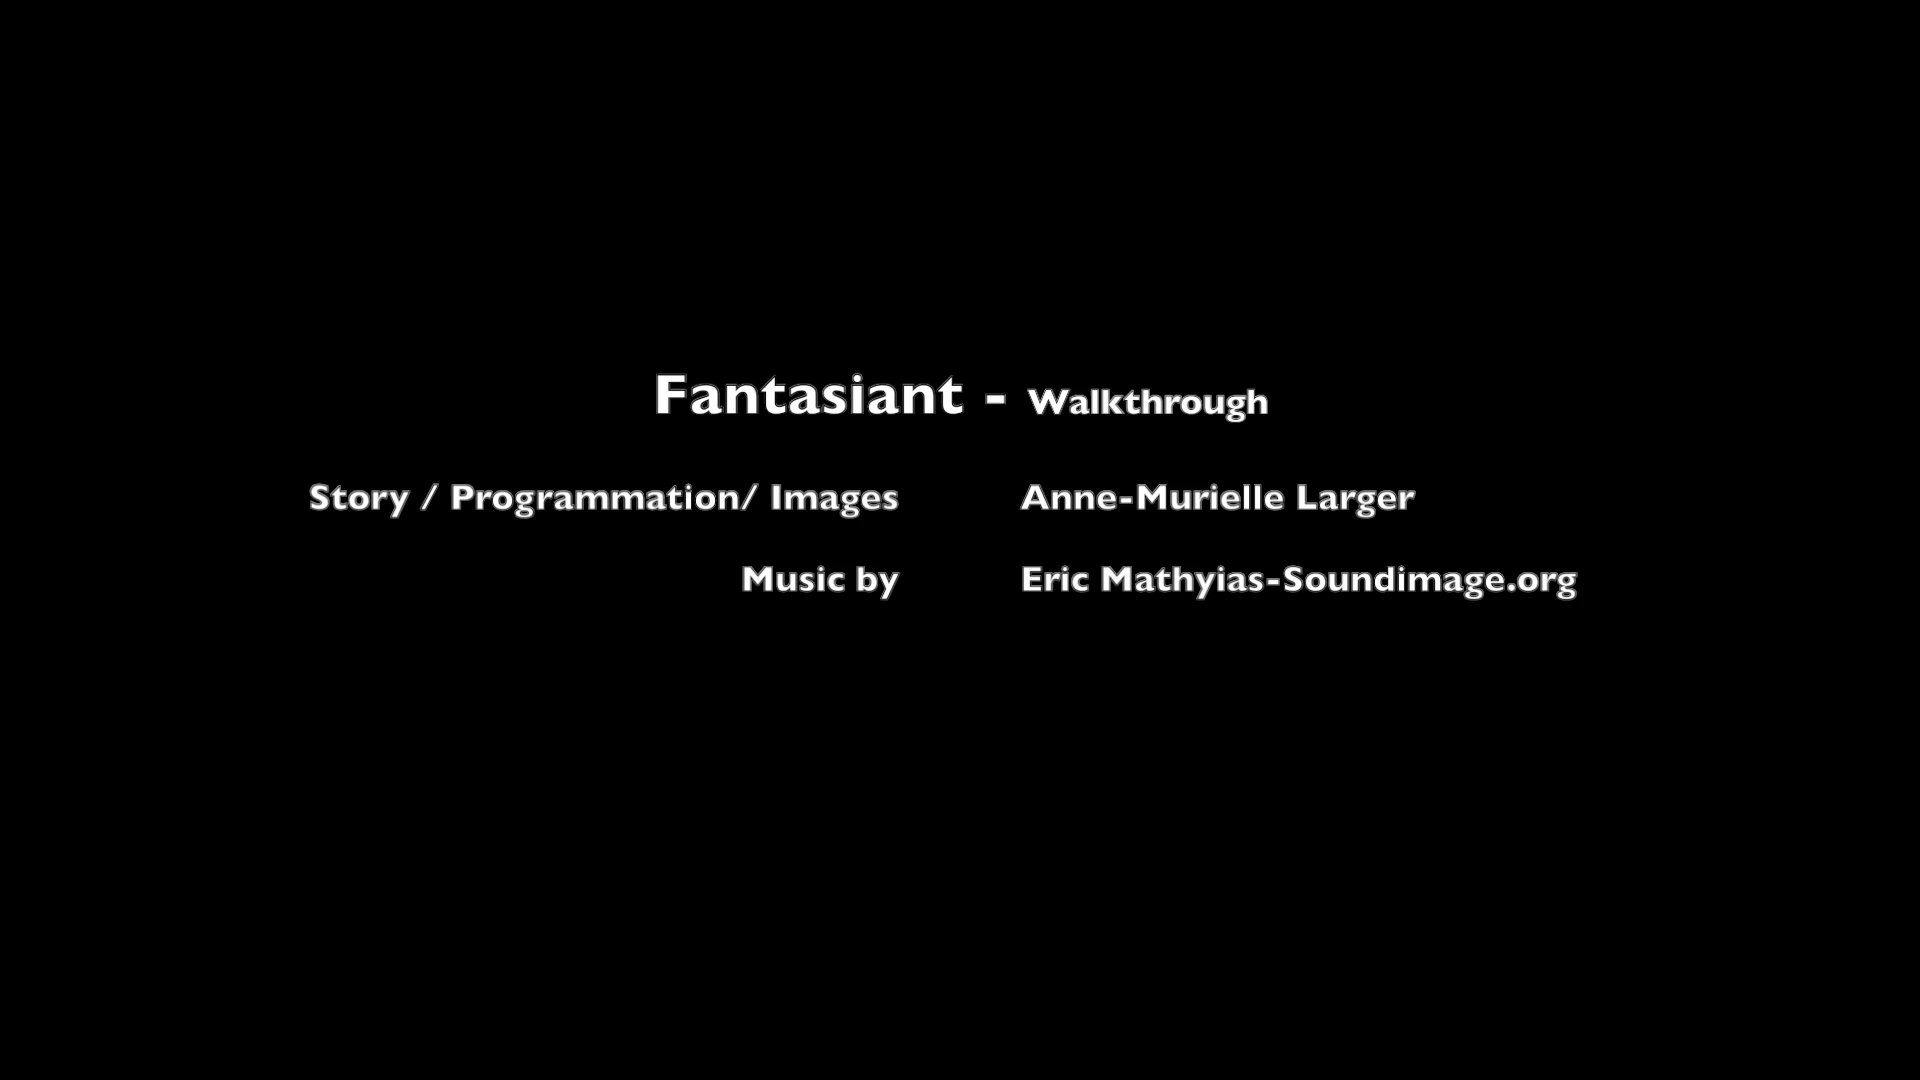 Fantasiant - Walkthrough
Story / Programmation/ Images Anne-Murielle Larger
Music by Eric Mathyias-Soundimage.org